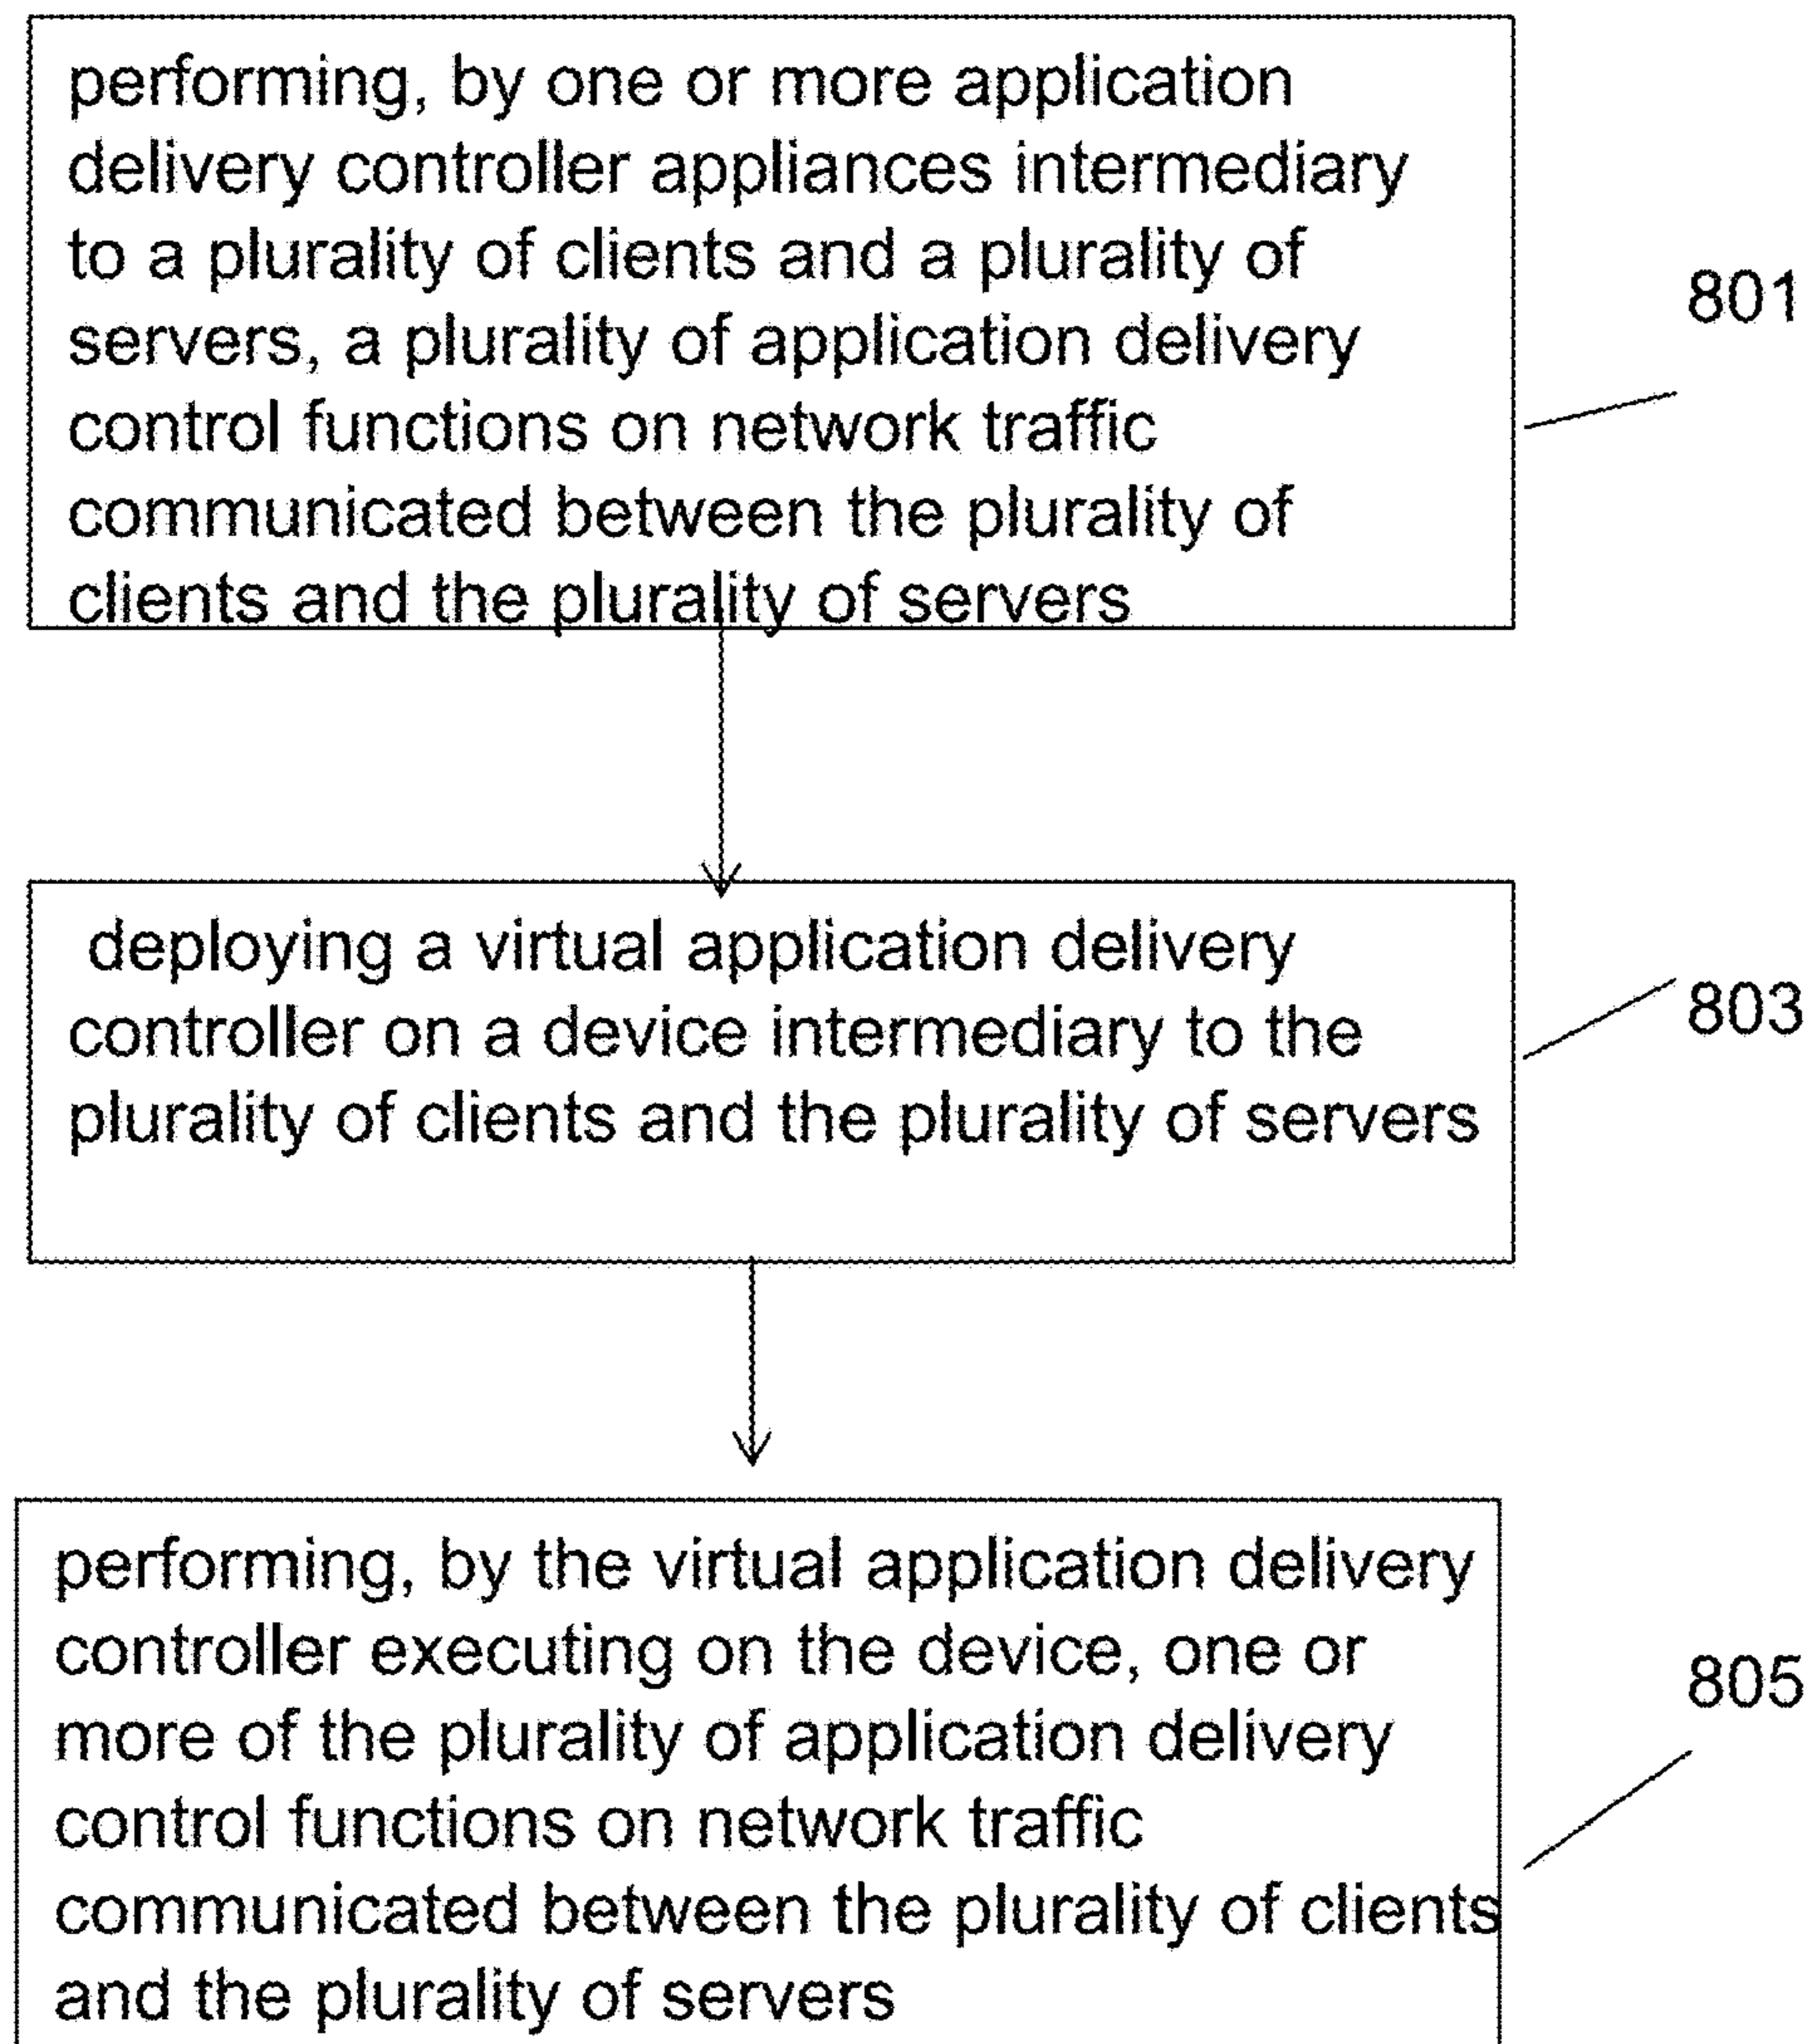 performing, by one or more application
delivery controller appliances intermediary
to a plurality of clients and a plurality of
servers, a plurality of application delivery
control functions on network traffic
communicated between the plurality of
clients and the plurality of servers
801
deploying a virtual application delivery
controller on a device intermediary to the
plurality of clients and the plurality of servers
803
performing, by the virtual application delivery
controller executing on the device, one or
more of the plurality of application delivery
control functions on network traffic
communicated between the plurality of clients
and the plurality of servers
805